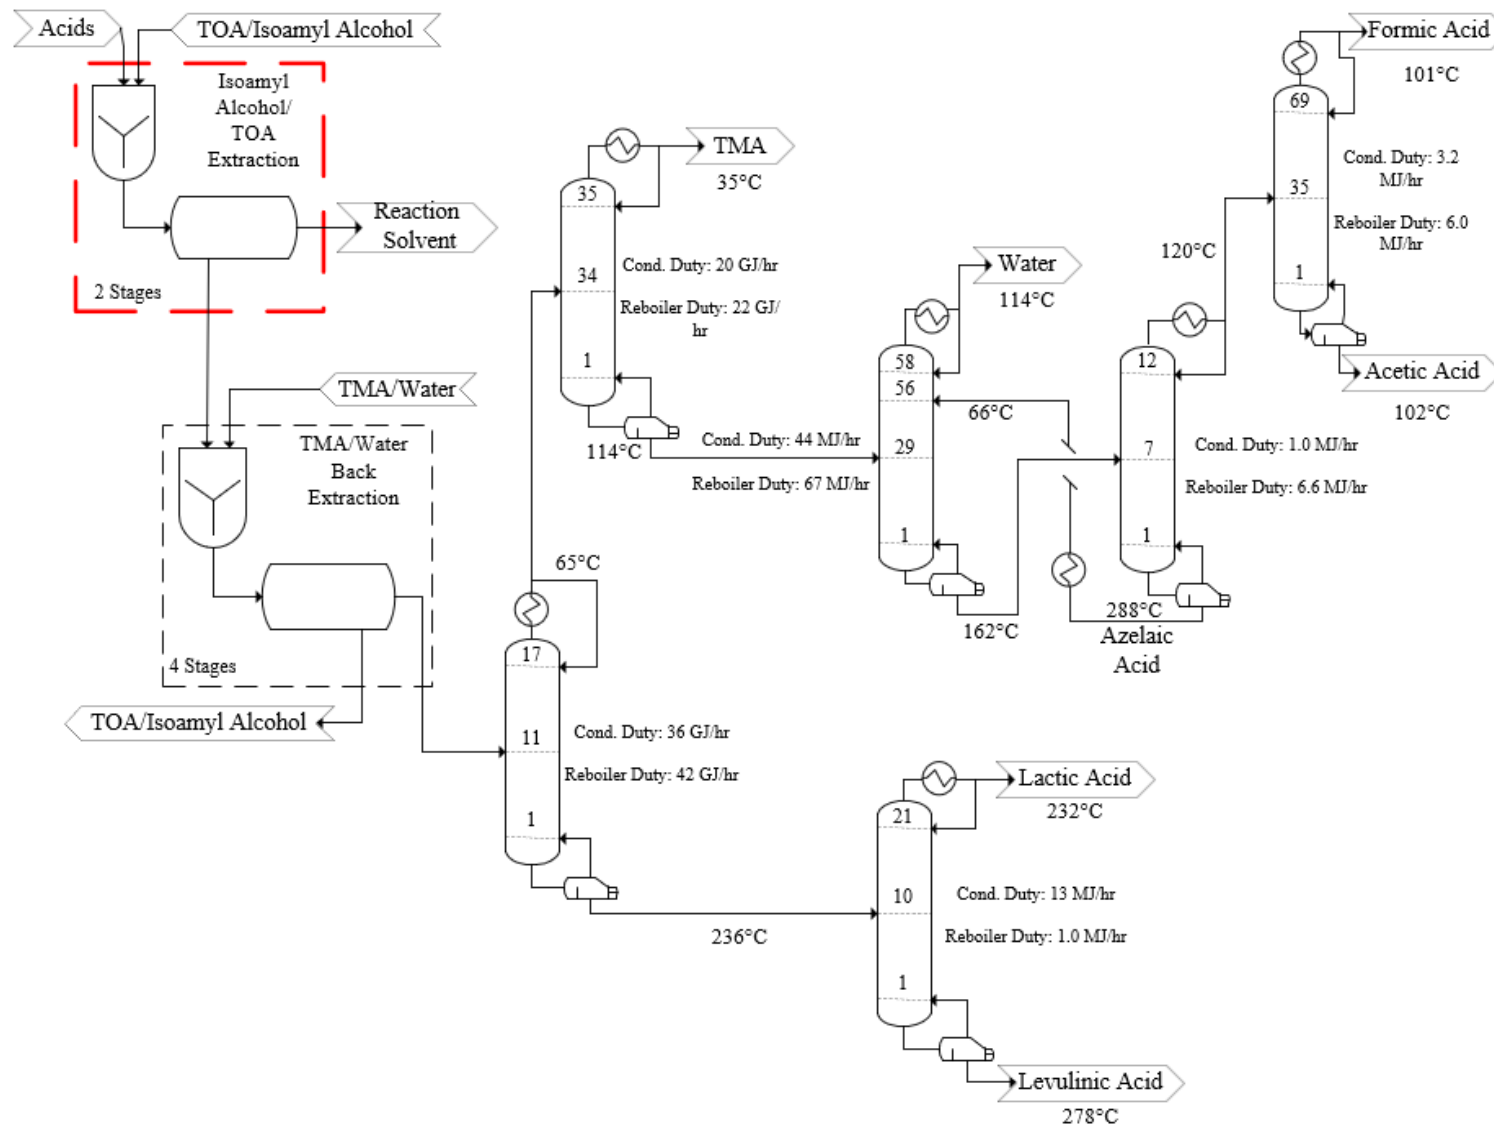 Acids
TOA/Isoamyl Alcohol
Isoamyl
Alcohol/
TOA
Extraction
2 Stages
Reaction
Solvent
TMA/Water
TMA/Water
Back
Extraction
4 Stages
TOA/Isoamyl Alcohol
65°C
17
11
1
Cond. Duty: 36 GJ/hr
Reboiler Duty: 42 GJ/hr
236°C
TMA
35°C
35
34
1
Cond. Duty: 20 GJ/hr
Reboiler Duty: 22 GJ/
hr
114°C
Water
114°C
58
56
29
1
Cond. Duty: 44 MJ/hr
Reboiler Duty: 67 MJ/hr
66°C
162°C
12
7
1
Cond. Duty: 1.0 MJ/hr
Reboiler Duty: 6.6 MJ/hr
288°C
Azelaic
Acid
120°C
Formic Acid
101°C
69
35
1
Cond. Duty: 3.2
MJ/hr
Reboiler Duty: 6.0
MJ/hr
Acetic Acid
102°C
Lactic Acid
232°C
21
10
1
Cond. Duty: 13 MJ/hr
Reboiler Duty: 1.0 MJ/hr
Levulinic Acid
278°C